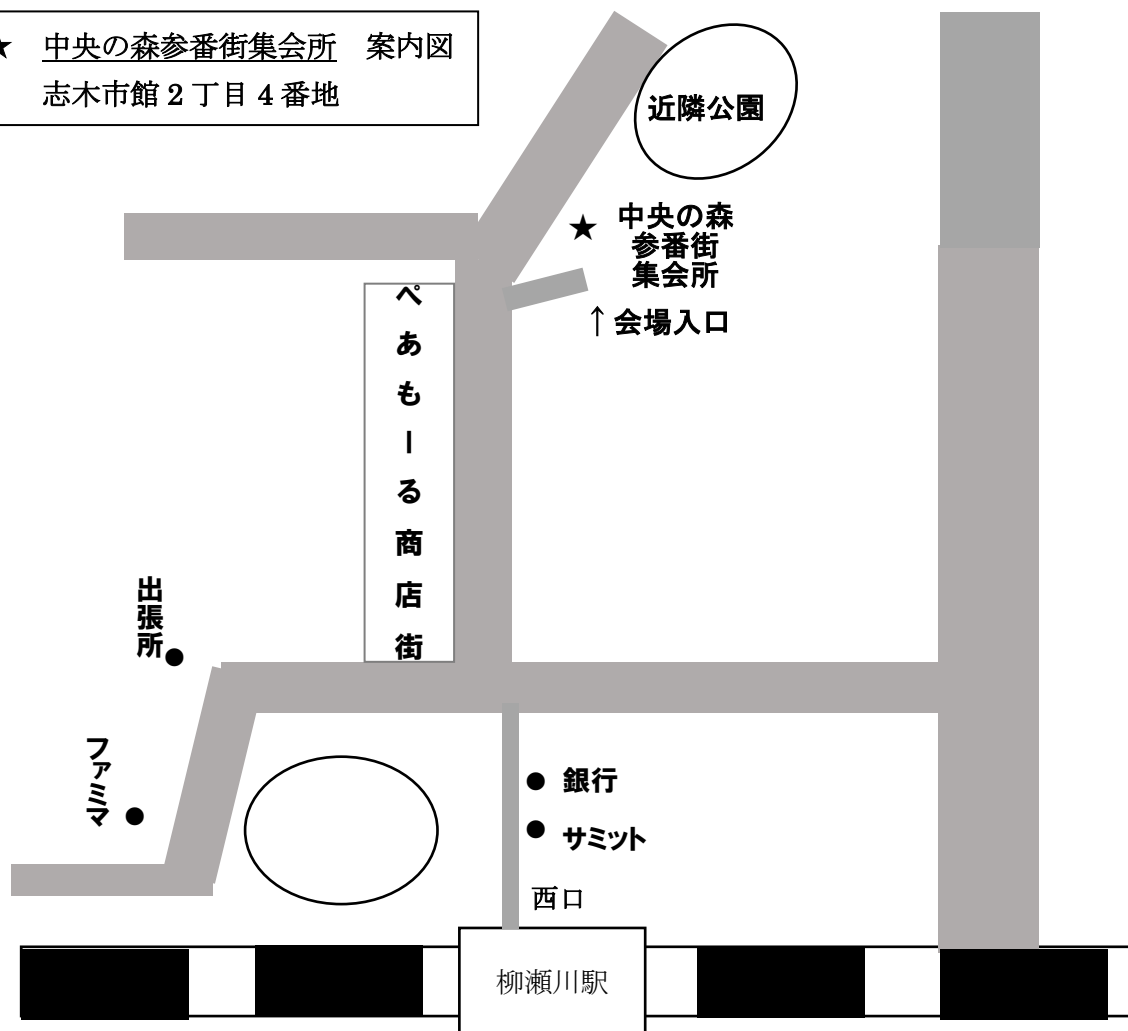 ★ 中央の森参番街集会所 案内図
志木市館2丁目4番地
近隣公園
★ 中央の森
参番街
集会所
↑会場入口
ぺあもーる商店街
出張所
ファミマ
銀行
サミット
西口
柳瀬川駅